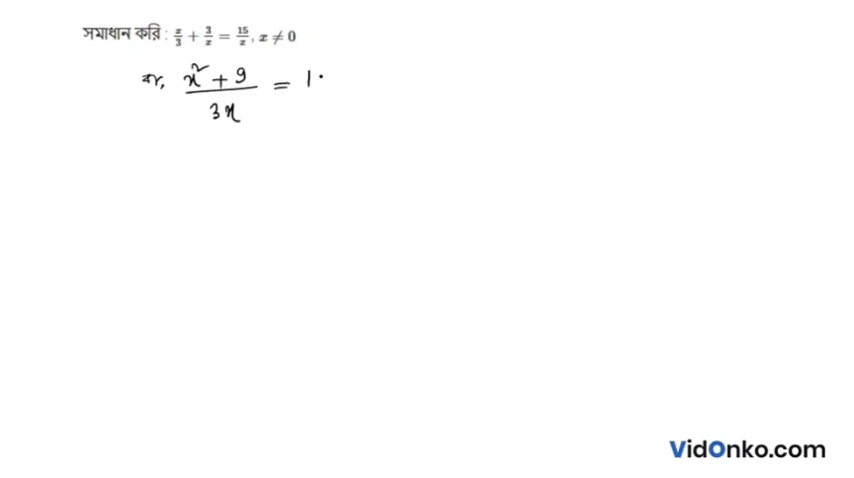 সমাধান করি : x/3 + 3/x = 15/x, x ≠ 0
বা, (x² + 9)/3x = 1
VidOnko.com